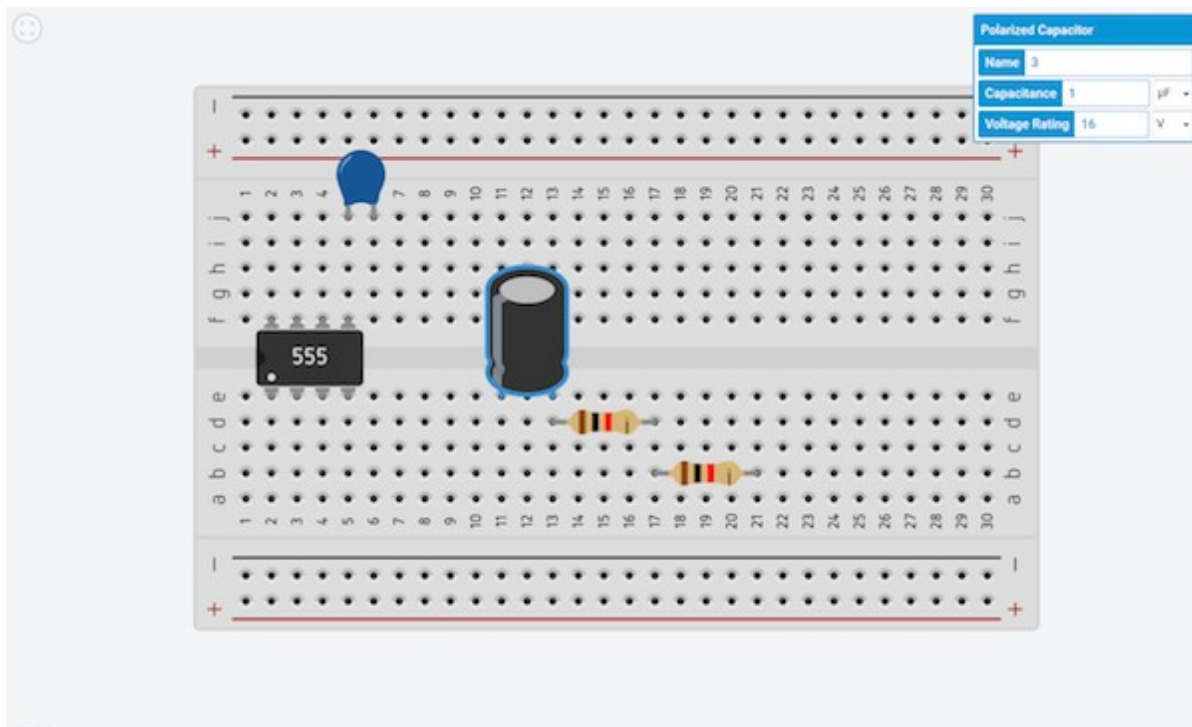 Polarized Capacitor
Name 3
Capacitance 1 µF
Voltage Rating 16 V
−
+ +
1 2 3 4 7 8 9 10 11 12 13 14 15 16 17 18 19 20 21 22 23 24 25 26 27 28 29 30
j j
i i
h h
g g
f f
555
e e
d d
c c
b b
a a
1 2 3 4 5 6 7 8 9 10 11 12 13 14 15 16 17 18 19 20 21 22 23 24 25 26 27 28 29 30
− −
+ +